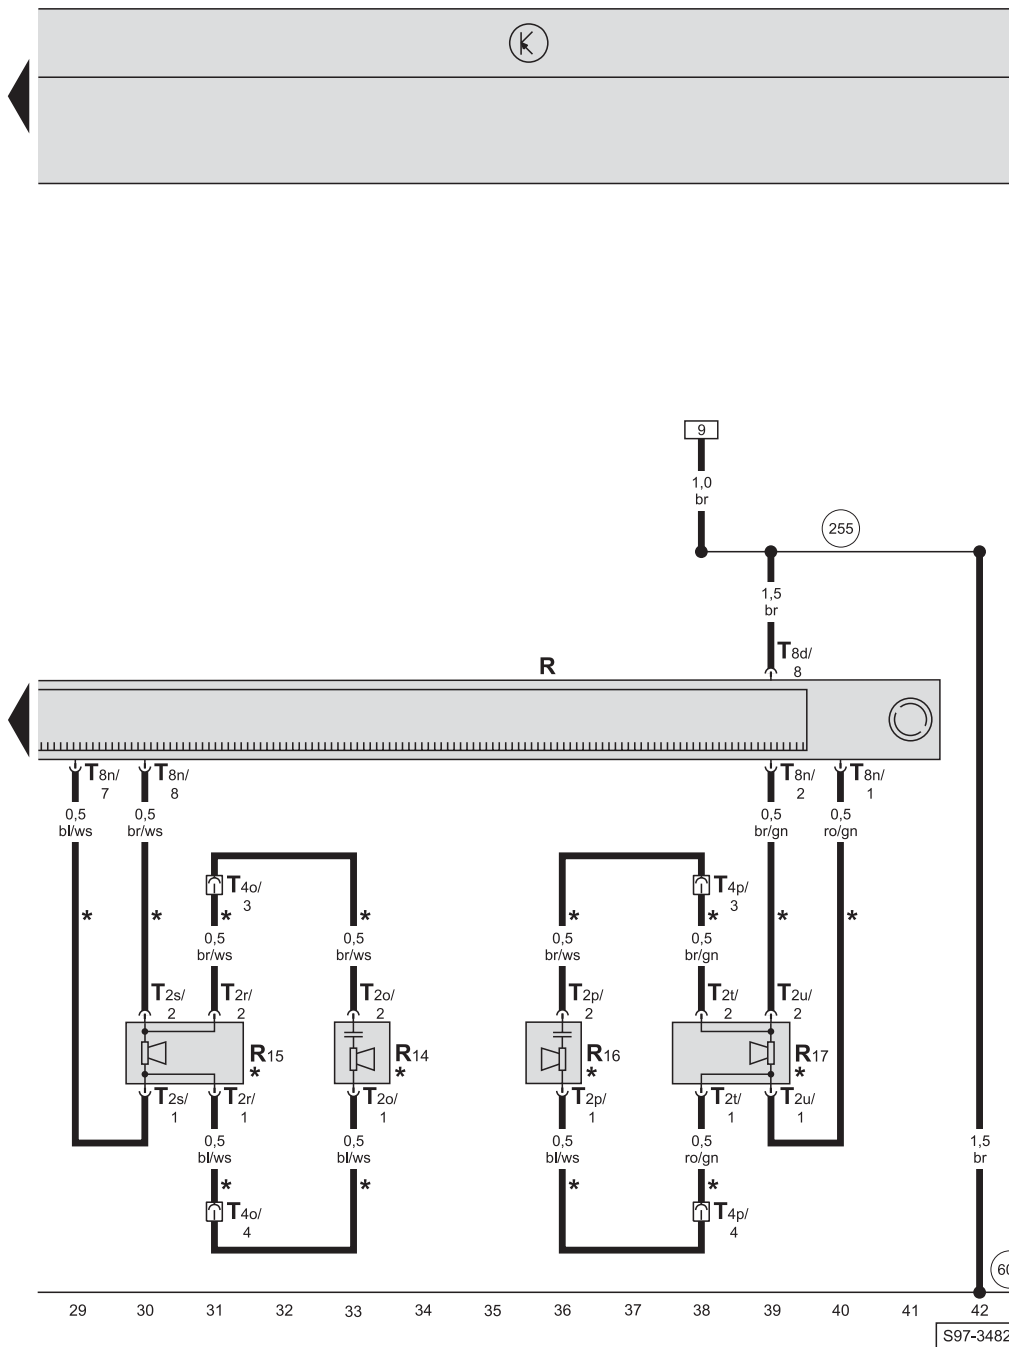 9
1,0
br
255
1,5
br
T8d/
8
R
T8n/
7
T8n/
8
T8n/
2
T8n/
1
0,5
bl/ws
0,5
br/ws
0,5
br/gn
0,5
ro/gn
T4o/
3
T4p/
3
* * * * * * * *
0,5
br/ws
0,5
br/ws
0,5
br/ws
0,5
br/gn
T2s/
2
T2r/
2
T2o/
2
T2p/
2
T2t/
2
T2u/
2
R15
*
R14
*
R16
*
R17
*
T2s/
1
T2r/
1
T2o/
1
T2p/
1
T2t/
1
T2u/
1
0,5
bl/ws
0,5
bl/ws
0,5
bl/ws
0,5
ro/gn
1,5
br
* * * *
T4o/
4
T4p/
4
60
29 30 31 32 33 34 35 36 37 38 39 40 41 42
S97-3482